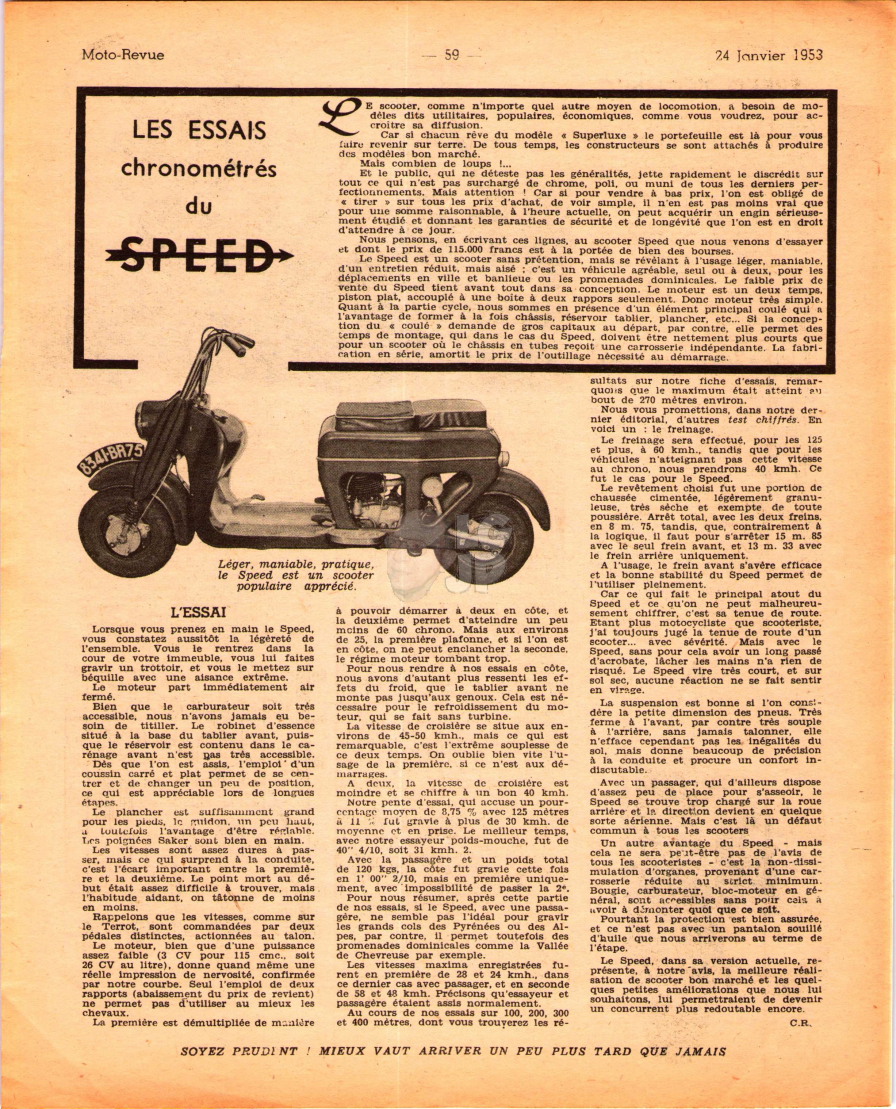 Moto-Revue
— 59 —
24 Janvier 1953
LES ESSAIS
chronométrés
du
SPEED
LE scooter, comme n'importe quel autre moyen de locomotion, a besoin de mo-
dèles dits utilitaires, populaires, économiques, comme vous voudrez, pour ac-
croître sa diffusion.
Car si chacun rêve du modèle « Superluxe » le portefeuille est là pour vous
faire revenir sur terre. De tous temps, les constructeurs se sont attachés à produire
des modèles bon marché.
Mais combien de loups !...
Et le public, qui ne déteste pas les généralités, jette rapidement le discrédit sur
tout ce qui n'est pas surchargé de chrome, poli, ou muni de tous les derniers per-
fectionnements. Mais attention ! Car si pour vendre à bas prix, l'on est obligé de
« tirer » sur tous les prix d'achat, de voir simple, il n'en est pas moins vrai que
pour une somme raisonnable, à l'heure actuelle, on peut acquérir un engin sérieuse-
ment étudié et donnant les garanties de sécurité et de longévité que l'on est en droit
d'attendre à ce jour.
Nous pensons, en écrivant ces lignes, au scooter Speed que nous venons d'essayer
et dont le prix de 115.000 francs est à la portée de bien des bourses.
Le Speed est un scooter sans prétention, mais se révélant à l'usage léger, maniable,
d'un entretien réduit, mais aisé ; c'est un véhicule agréable, seul ou à deux, pour les
déplacements en ville et banlieue ou les promenades dominicales. Le faible prix de
vente du Speed tient avant tout dans sa conception. Le moteur est un deux temps,
piston plat, accouplé à une boîte à deux rappors seulement. Donc moteur très simple.
Quant à la partie cycle, nous sommes en présence d'un élément principal coulé qui a
l'avantage de former à la fois châssis, réservoir tablier, plancher, etc... Si la concep-
tion du « coulé » demande de gros capitaux au départ, par contre, elle permet des
temps de montage, qui dans le cas du Speed, doivent être nettement plus courts que
pour un scooter où le châssis en tubes reçoit une carrosserie indépendante. La fabri-
cation en série, amortit le prix de l'outillage nécessité au démarrage.
8341-BR75
Léger, maniable, pratique,
le Speed est un scooter
populaire apprécié.
L'ESSAI
Lorsque vous prenez en main le Speed,
vous constatez aussitôt la légèreté de
l'ensemble. Vous le rentrez dans la
cour de votre immeuble, vous lui faites
gravir un trottoir, et vous le mettez sur
béquille avec une aisance extrême.
Le moteur part immédiatement air
fermé.
Bien que le carburateur soit très
accessible, nous n'avons jamais eu be-
soin de titiller. Le robinet d'essence
situé à la base du tablier avant, puis-
que le réservoir est contenu dans le ca-
rénage avant n'est pas très accessible.
Dès que l'on est assis, l'emploi d'un
coussin carré et plat permet de se cen-
trer et de changer un peu de position,
ce qui est appréciable lors de longues
étapes.
Le plancher est suffisamment grand
pour les pieds, le guidon, un peu haut,
a toutefois l'avantage d'être réglable.
Les poignées Saker sont bien en main.
Les vitesses sont assez dures à pas-
ser, mais ce qui surprend à la conduite,
c'est l'écart important entre la premiè-
re et la deuxième. Le point mort au dé-
but était assez difficile à trouver, mais
l'habitude aidant, on tâtonne de moins
en moins.
Rappelons que les vitesses, comme sur
le Terrot, sont commandées par deux
pédales distinctes, actionnées au talon.
Le moteur, bien que d'une puissance
assez faible (3 CV pour 115 cmc., soit
26 CV au litre), donne quand même une
réelle impression de nervosité, confirmée
par notre courbe. Seul l'emploi de deux
rapports (abaissement du prix de revient)
ne permet pas d'utiliser au mieux les
chevaux.
La première est démultipliée de manière
à pouvoir démarrer à deux en côte, et
la deuxième permet d'atteindre un peu
moins de 60 chrono. Mais aux environs
de 25, la première plafonne, et si l'on est
en côte, on ne peut enclancher la seconde,
le régime moteur tombant trop.
Pour nous rendre à nos essais en côte,
nous avons d'autant plus ressenti les ef-
fets du froid, que le tablier avant ne
monte pas jusqu'aux genoux. Cela est né-
cessaire pour le refroidissement du mo-
teur, qui se fait sans turbine.
La vitesse de croisière se situe aux en-
virons de 45-50 kmh., mais ce qui est
remarquable, c'est l'extrême souplesse de
ce deux temps. On oublie bien vite l'u-
sage de la première, si ce n'est aux dé-
marrages.
A deux, la vitesse de croisière est
moindre et se chiffre à un bon 40 kmh.
Notre pente d'essai, qui accuse un pour-
centage moyen de 8,75 % avec 125 mètres
à 11 % fut gravie à plus de 30 kmh. de
moyenne et en prise. Le meilleur temps,
avec notre essayeur poids-mouche, fut de
40'' 4/10, soit 31 kmh. 2.
Avec la passagère et un poids total
de 120 kgs, la côte fut gravie cette fois
en 1' 00'' 2/10, mais en première unique-
ment, avec impossibilité de passer la 2e.
Pour nous résumer, après cette partie
de nos essais, si le Speed, avec une passa-
gère, ne semble pas l'idéal pour gravir
les grands cols des Pyrénées ou des Al-
pes, par contre, il permet toutefois des
promenades dominicales comme la Vallée
de Chevreuse par exemple.
Les vitesses maxima enregistrées fu-
rent en première de 28 et 24 kmh., dans
ce dernier cas avec passager, et en seconde
de 58 et 48 kmh. Précisons qu'essayeur et
passagère étaient assis normalement.
Au cours de nos essais sur 100, 200, 300
et 400 mètres, dont vous trouverez les ré-
sultats sur notre fiche d'essais, remar-
quons que le maximum était atteint au
bout de 270 mètres environ.
Nous vous promettions, dans notre der-
nier éditorial, d'autres test chiffrés. En
voici un : le freinage.
Le freinage sera effectué, pour les 125
et plus, à 60 kmh., tandis que pour les
véhicules n'atteignant pas cette vitesse
au chrono, nous prendrons 40 kmh. Ce
fut le cas pour le Speed.
Le revêtement choisi fut une portion de
chaussée cimentée, légèrement granu-
leuse, très sèche et exempte de toute
poussière. Arrêt total, avec les deux freins,
en 8 m. 75, tandis, que, contrairement à
la logique, il faut pour s'arrêter 15 m. 85
avec le seul frein avant, et 13 m. 33 avec
le frein arrière uniquement.
A l'usage, le frein avant s'avère efficace
et la bonne stabilité du Speed permet de
l'utiliser pleinement.
Car ce qui fait le principal atout du
Speed et ce qu'on ne peut malheureu-
sement chiffrer, c'est sa tenue de route.
Etant plus motocycliste que scooteriste,
j'ai toujours jugé la tenue de route d'un
scooter... avec sévérité. Mais avec le
Speed, sans pour cela avoir un long passé
d'acrobate, lâcher les mains n'a rien de
risqué. Le Speed vire très court, et sur
sol sec, aucune réaction ne se fait sentir
en virage.
La suspension est bonne si l'on consi-
dère la petite dimension des pneus. Très
ferme à l'avant, par contre très souple
à l'arrière, sans jamais talonner, elle
n'efface cependant pas les inégalités du
sol, mais donne beaucoup de précision
à la conduite et procure un confort in-
discutable.
Avec un passager, qui d'ailleurs dispose
d'assez peu de place pour s'asseoir, le
Speed se trouve trop chargé sur la roue
arrière et la direction devient en quelque
sorte aérienne. Mais c'est là un défaut
commun à tous les scooters
Un autre avantage du Speed - mais
cela ne sera peut-être pas de l'avis de
tous les scooteristes - c'est la non-dissi-
mulation d'organes, provenant d'une car-
rosserie réduite au strict minimum.
Bougie, carburateur, bloc-moteur en gé-
néral, sont accessibles sans pour cela à
avoir à démonter quoi que ce soit.
Pourtant la protection est bien assurée,
et ce n'est pas avec un pantalon souillé
d'huile que nous arriverons au terme de
l'étape.
Le Speed, dans sa version actuelle, re-
présente, à notre avis, la meilleure réali-
sation de scooter bon marché et les quel-
ques petites améliorations que nous lui
souhaitons, lui permettraient de devenir
un concurrent plus redoutable encore.
C.R.
SOYEZ PRUDENT ! MIEUX VAUT ARRIVER UN PEU PLUS TARD QUE JAMAIS